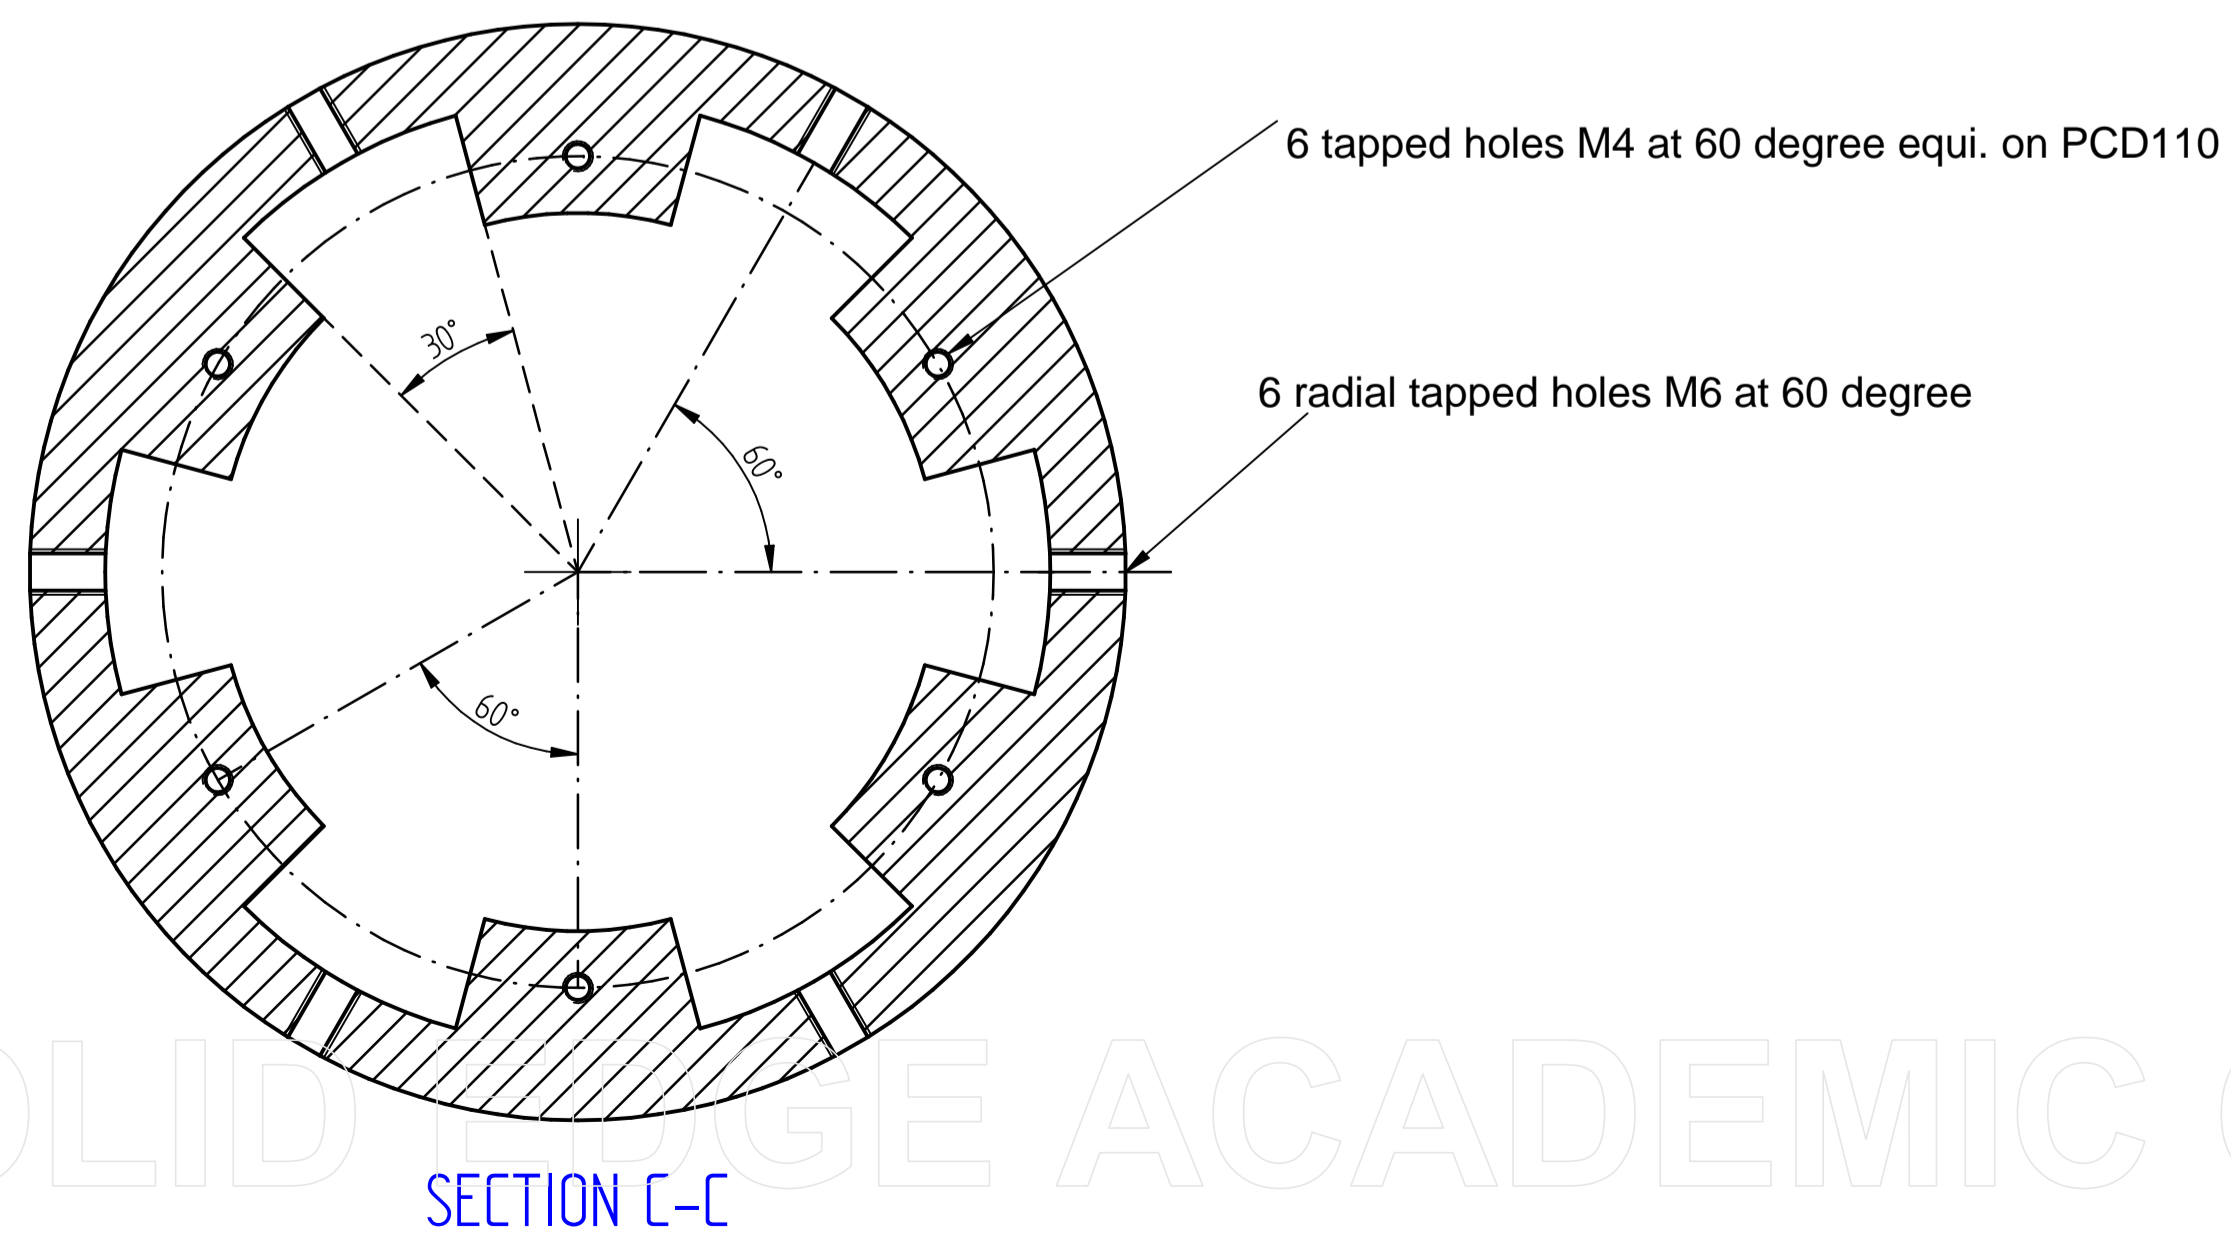 6 tapped holes M4 at 60 degree equi. on PCD110
30°
6 radial tapped holes M6 at 60 degree
60°
60°
OLID EDGE ACADEMIC
SECTION C-C